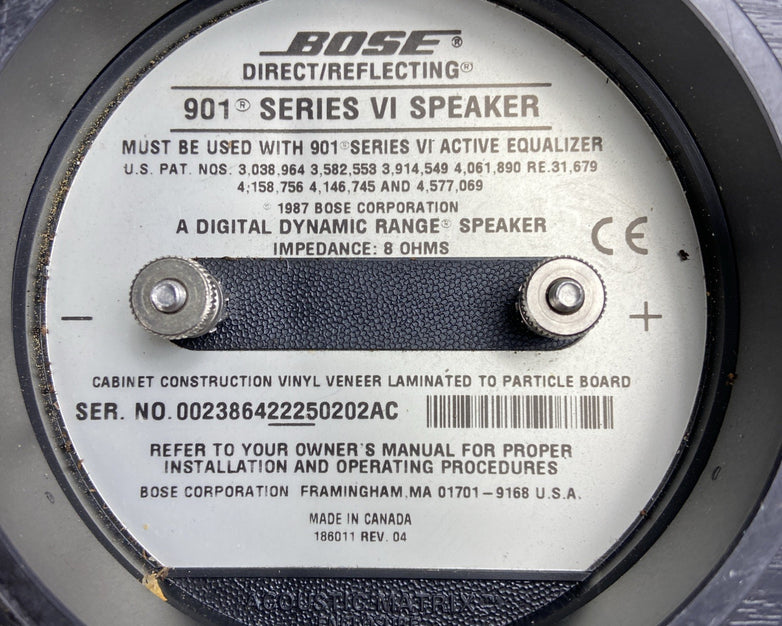 BOSE®
DIRECT/REFLECTING®
901® SERIES VI SPEAKER
MUST BE USED WITH 901® SERIES VI ACTIVE EQUALIZER
U.S. PAT. NOS. 3,038,964 3,582,553 3,914,549 4,061,890 RE.31,679
4,158,756 4,146,745 AND 4,577,069
© 1987 BOSE CORPORATION
A DIGITAL DYNAMIC RANGE® SPEAKER
IMPEDANCE: 8 OHMS
CE
− +
CABINET CONSTRUCTION VINYL VENEER LAMINATED TO PARTICLE BOARD
SER. NO. 002386422250202AC
REFER TO YOUR OWNER'S MANUAL FOR PROPER
INSTALLATION AND OPERATING PROCEDURES
BOSE CORPORATION FRAMINGHAM, MA 01701-9168 U.S.A.
MADE IN CANADA
186011 REV. 04
ACOUSTIC MATRIX™
ENCLOSURE